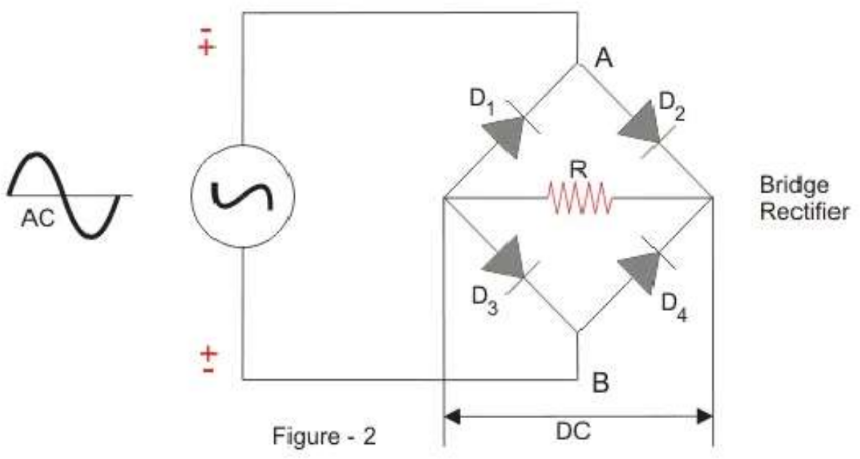 -
+
A
D1
D2
R
AC
Bridge
Rectifier
D3
D4
+
-
B
Figure - 2
DC